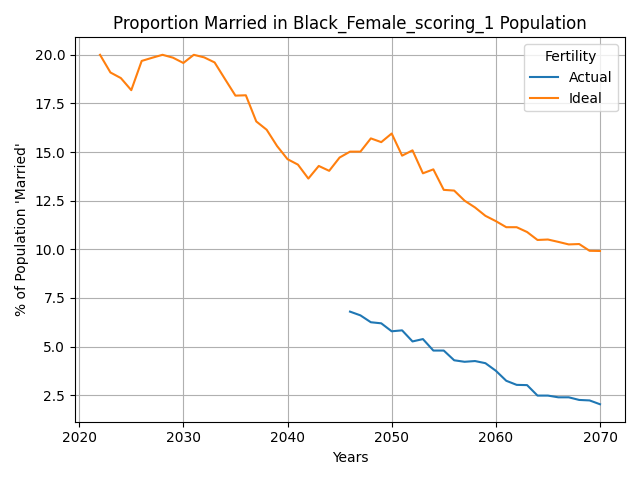 Proportion Married in Black_Female_scoring_1 Population
% of Population 'Married'
20.0
17.5
15.0
12.5
10.0
7.5
5.0
2.5
Fertility
Actual
Ideal
2020 2030 2040 2050 2060 2070
Years